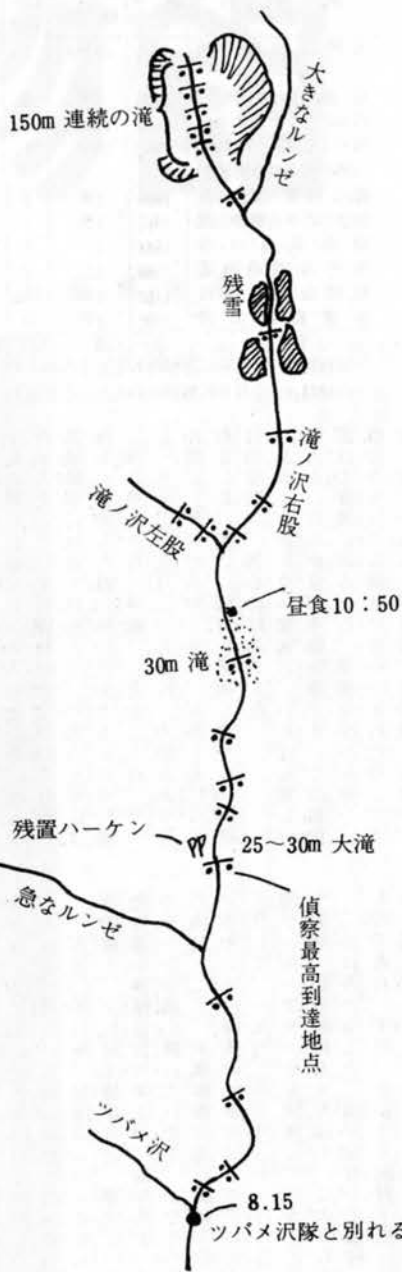 大きなルンゼ
150m 連続の滝
残雪
滝ノ沢右股
滝ノ沢左股
昼食10：50
30m 滝
残置ハーケン
25〜30m 大滝
急なルンゼ
偵察最高到達地点
ツバメ沢
8.15
ツバメ沢隊と別れる